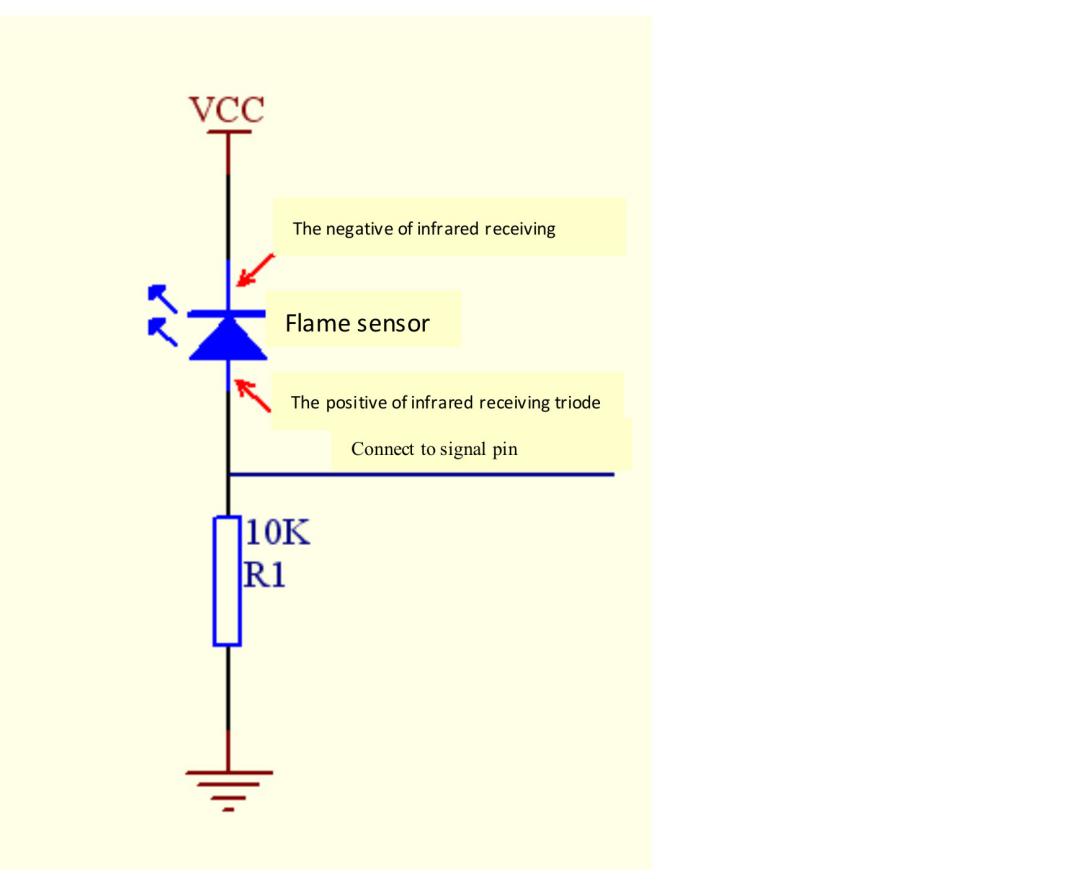 VCC
The negative of infrared receiving
Flame sensor
The positive of infrared receiving triode
Connect to signal pin
10K
R1